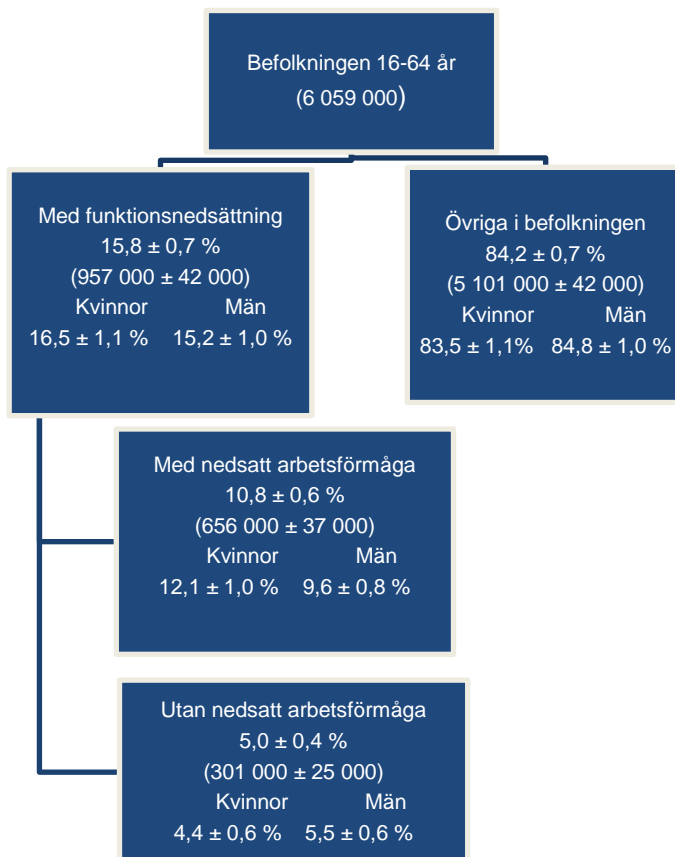 Befolkningen 16-64 år
(6 059 000)
Med funktionsnedsättning
15,8 ± 0,7 %
(957 000 ± 42 000)
Kvinnor Män
16,5 ± 1,1 % 15,2 ± 1,0 %
Övriga i befolkningen
84,2 ± 0,7 %
(5 101 000 ± 42 000)
Kvinnor Män
83,5 ± 1,1% 84,8 ± 1,0 %
Med nedsatt arbetsförmåga
10,8 ± 0,6 %
(656 000 ± 37 000)
Kvinnor Män
12,1 ± 1,0 % 9,6 ± 0,8 %
Utan nedsatt arbetsförmåga
5,0 ± 0,4 %
(301 000 ± 25 000)
Kvinnor Män
4,4 ± 0,6 % 5,5 ± 0,6 %